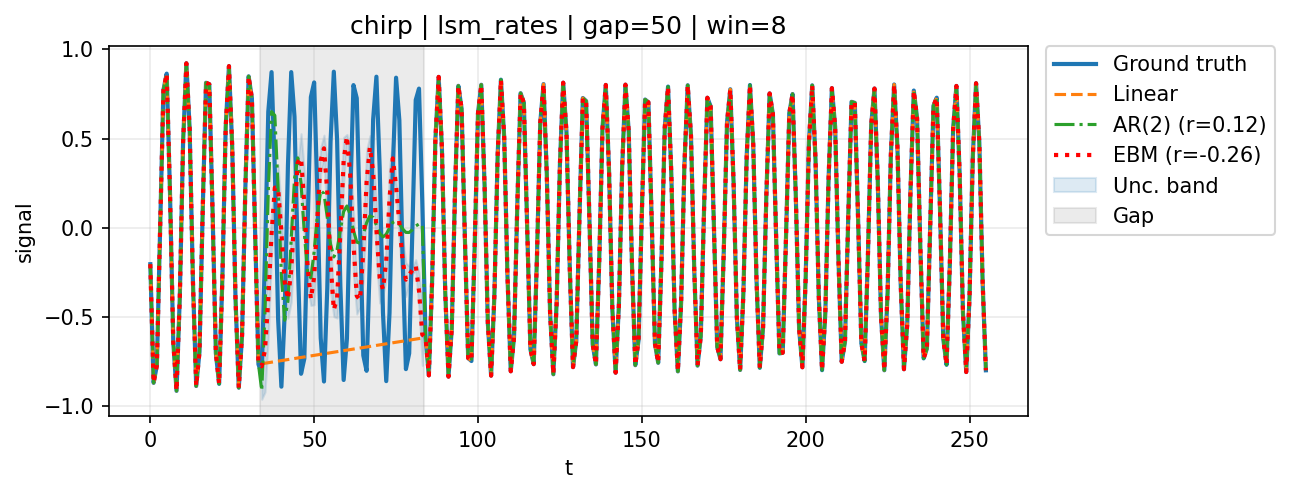 chirp | lsm_rates | gap=50 | win=8
signal
1.0
0.5
0.0
−0.5
−1.0
0
50
100
150
200
250
t
Ground truth
Linear
AR(2) (r=0.12)
EBM (r=-0.26)
Unc. band
Gap